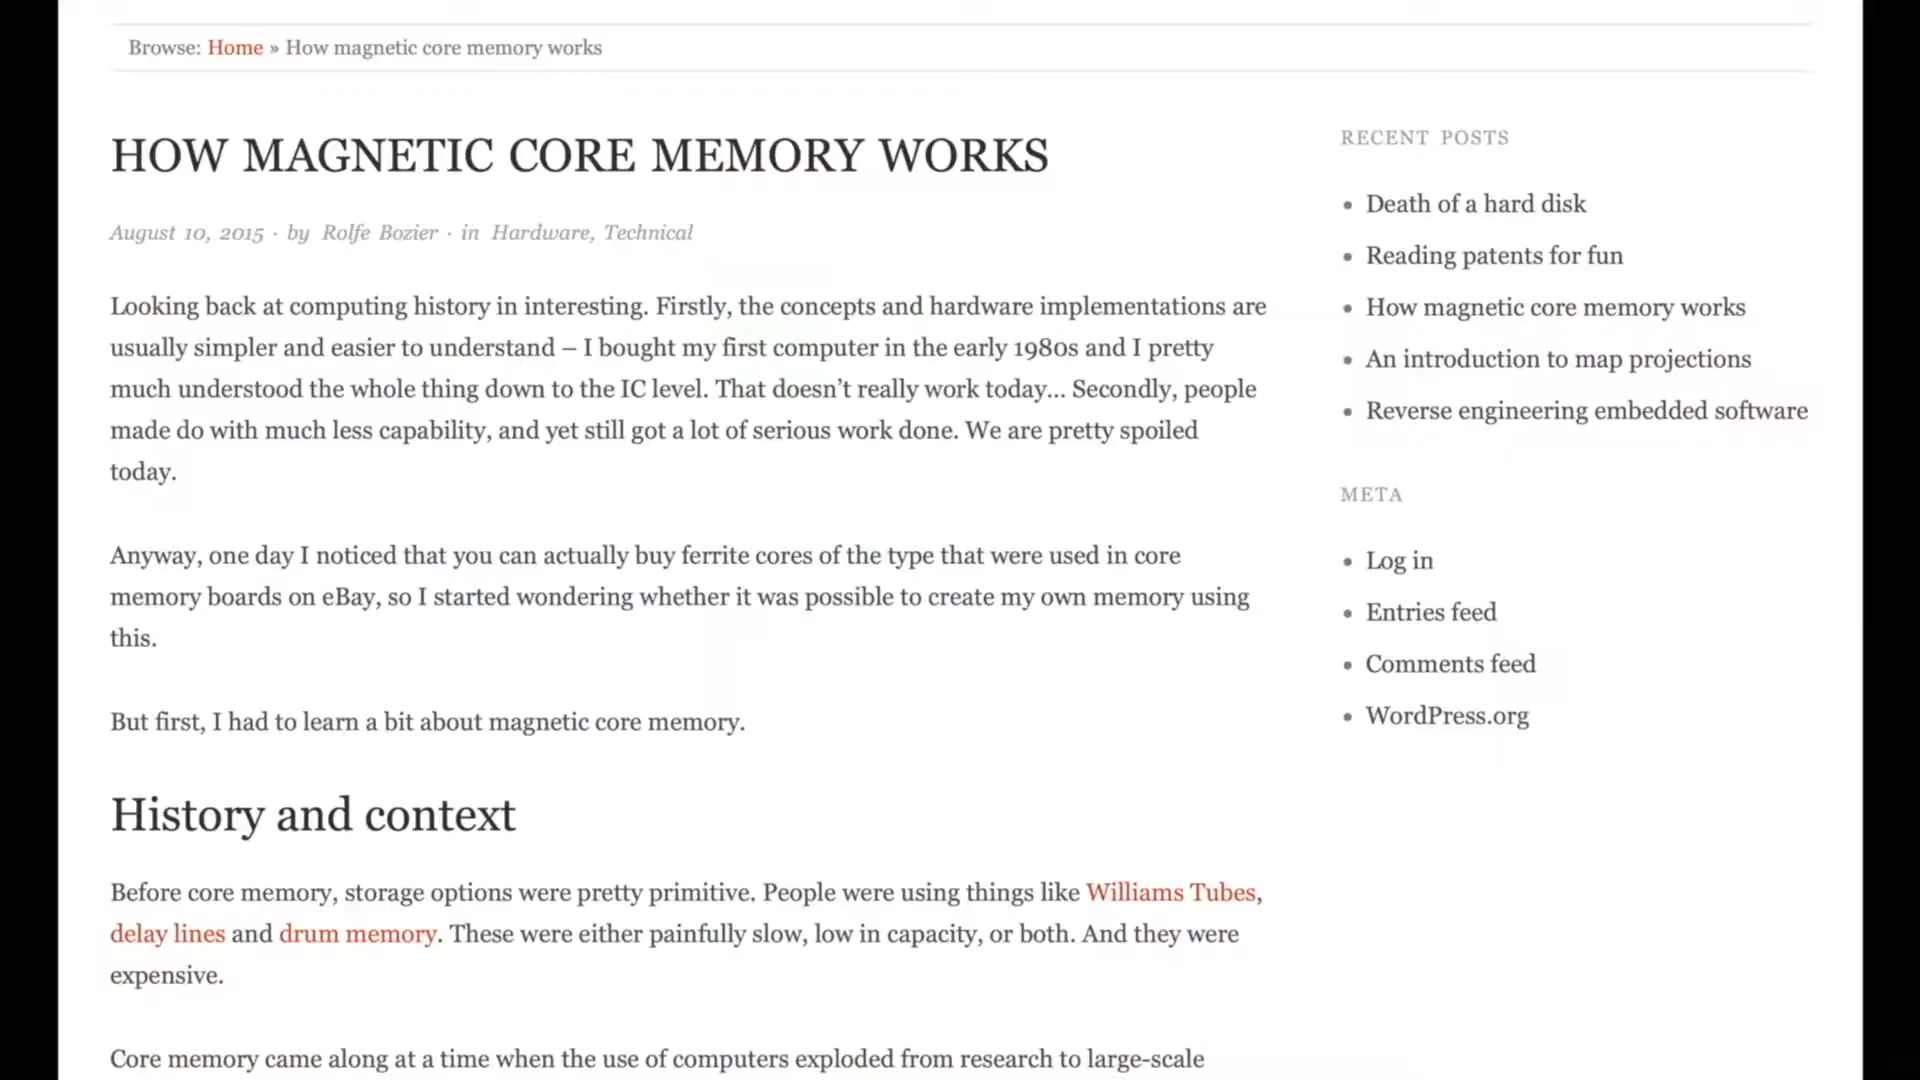 Browse: Home » How magnetic core memory works
HOW MAGNETIC CORE MEMORY WORKS
August 10, 2015 · by Rolfe Bozier · in Hardware, Technical
Looking back at computing history in interesting. Firstly, the concepts and hardware implementations are
usually simpler and easier to understand – I bought my first computer in the early 1980s and I pretty
much understood the whole thing down to the IC level. That doesn’t really work today… Secondly, people
made do with much less capability, and yet still got a lot of serious work done. We are pretty spoiled
today.
Anyway, one day I noticed that you can actually buy ferrite cores of the type that were used in core
memory boards on eBay, so I started wondering whether it was possible to create my own memory using
this.
But first, I had to learn a bit about magnetic core memory.
History and context
Before core memory, storage options were pretty primitive. People were using things like Williams Tubes,
delay lines and drum memory. These were either painfully slow, low in capacity, or both. And they were
expensive.
Core memory came along at a time when the use of computers exploded from research to large-scale
RECENT POSTS
• Death of a hard disk
• Reading patents for fun
• How magnetic core memory works
• An introduction to map projections
• Reverse engineering embedded software
META
• Log in
• Entries feed
• Comments feed
• WordPress.org